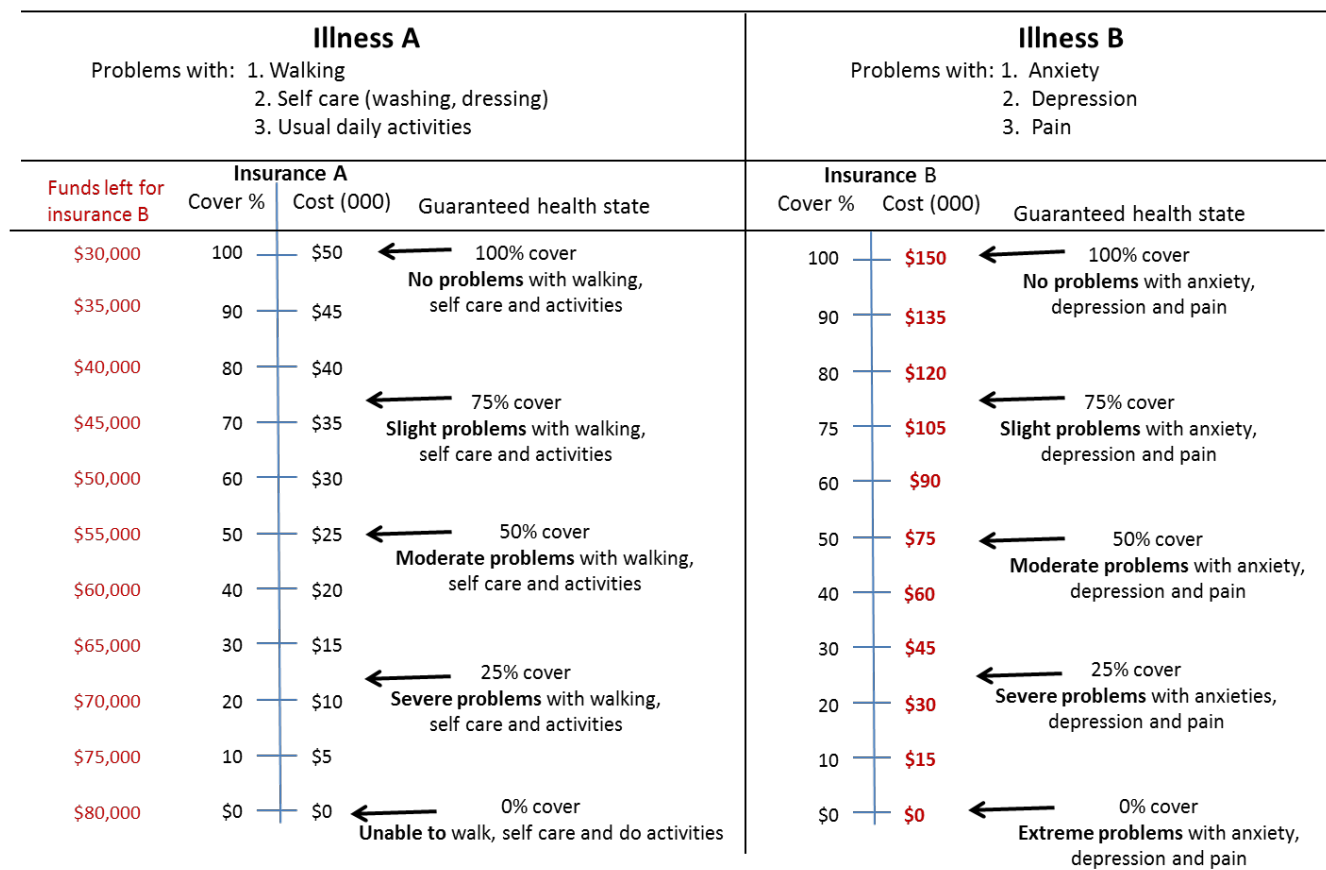 Illness A
Problems with: 1. Walking
2. Self care (washing, dressing)
3. Usual daily activities
Illness B
Problems with: 1. Anxiety
2. Depression
3. Pain
Funds left for
insurance B
Insurance A
Cover % Cost (000) Guaranteed health state
$30,000 100 $50
$35,000 90 $45
$40,000 80 $40
$45,000 70 $35
$50,000 60 $30
$55,000 50 $25
$60,000 40 $20
$65,000 30 $15
$70,000 20 $10
$75,000 10 $5
$80,000 $0 $0
100% cover
No problems with walking,
self care and activities
75% cover
Slight problems with walking,
self care and activities
50% cover
Moderate problems with walking,
self care and activities
25% cover
Severe problems with walking,
self care and activities
0% cover
Unable to walk, self care and do activities
Insurance B
Cover % Cost (000) Guaranteed health state
100 $150
90 $135
80 $120
75 $105
60 $90
50 $75
40 $60
30 $45
20 $30
10 $15
$0 $0
100% cover
No problems with anxiety,
depression and pain
75% cover
Slight problems with anxiety,
depression and pain
50% cover
Moderate problems with anxiety,
depression and pain
25% cover
Severe problems with anxieties,
depression and pain
0% cover
Extreme problems with anxiety,
depression and pain